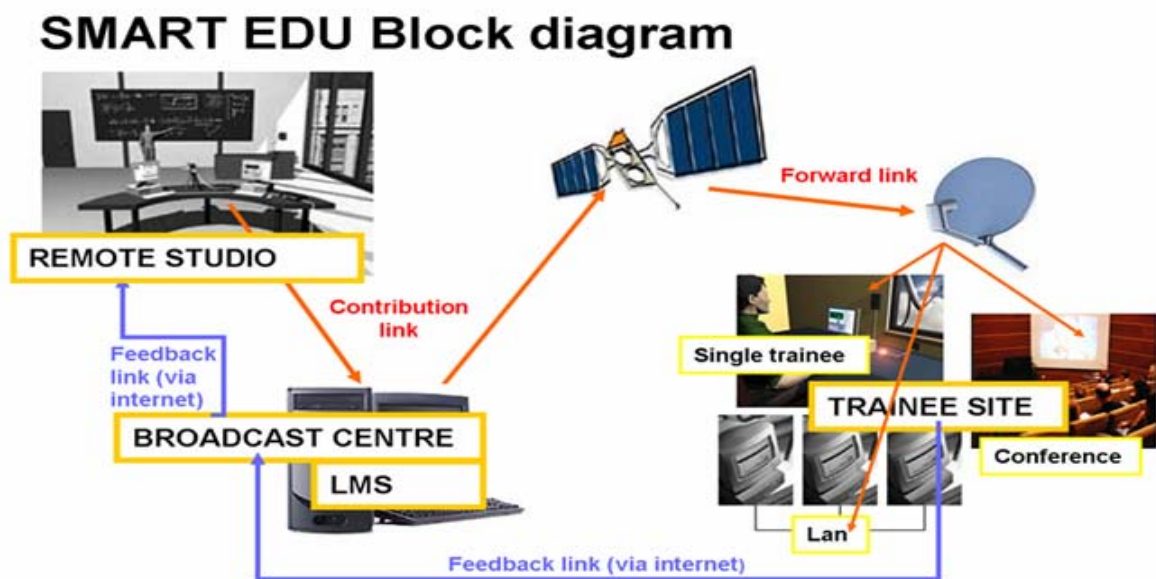 SMART EDU Block diagram
Forward link
REMOTE STUDIO
Contribution
link
Single trainee
Feedback
link (via
internet)
TRAINEE SITE
BROADCAST CENTRE
Conference
LMS
Lan
Feedback link (via internet)